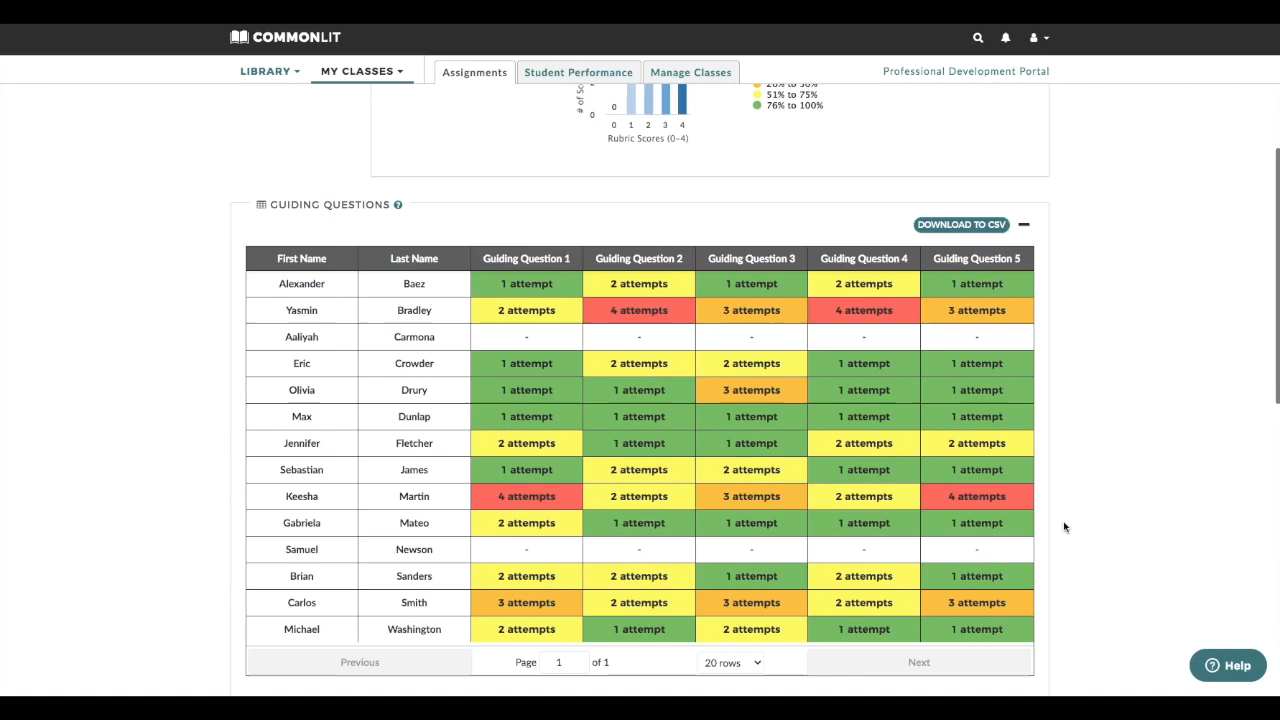 COMMONLIT
LIBRARY MY CLASSES Assignments Student Performance Manage Classes Professional Development Portal
51% to 75%
76% to 100%
0
0
0 1 2 3 4
Rubric Scores (0–4)
GUIDING QUESTIONS ?
DOWNLOAD TO CSV
First Name Last Name Guiding Question 1 Guiding Question 2 Guiding Question 3 Guiding Question 4 Guiding Question 5
Alexander Baez 1 attempt 2 attempts 1 attempt 2 attempts 1 attempt
Yasmin Bradley 2 attempts 4 attempts 3 attempts 4 attempts 3 attempts
Aaliyah Carmona - - - - -
Eric Crowder 1 attempt 2 attempts 2 attempts 1 attempt 1 attempt
Olivia Drury 1 attempt 1 attempt 3 attempts 1 attempt 1 attempt
Max Dunlap 1 attempt 1 attempt 1 attempt 1 attempt 1 attempt
Jennifer Fletcher 2 attempts 1 attempt 1 attempt 2 attempts 2 attempts
Sebastian James 1 attempt 2 attempts 2 attempts 1 attempt 1 attempt
Keesha Martin 4 attempts 2 attempts 3 attempts 2 attempts 4 attempts
Gabriela Mateo 2 attempts 1 attempt 1 attempt 1 attempt 1 attempt
Samuel Newson - - - - -
Brian Sanders 2 attempts 2 attempts 1 attempt 2 attempts 1 attempt
Carlos Smith 3 attempts 2 attempts 3 attempts 2 attempts 3 attempts
Michael Washington 2 attempts 1 attempt 2 attempts 1 attempt 1 attempt
Previous Page 1 of 1 20 rows Next
? Help